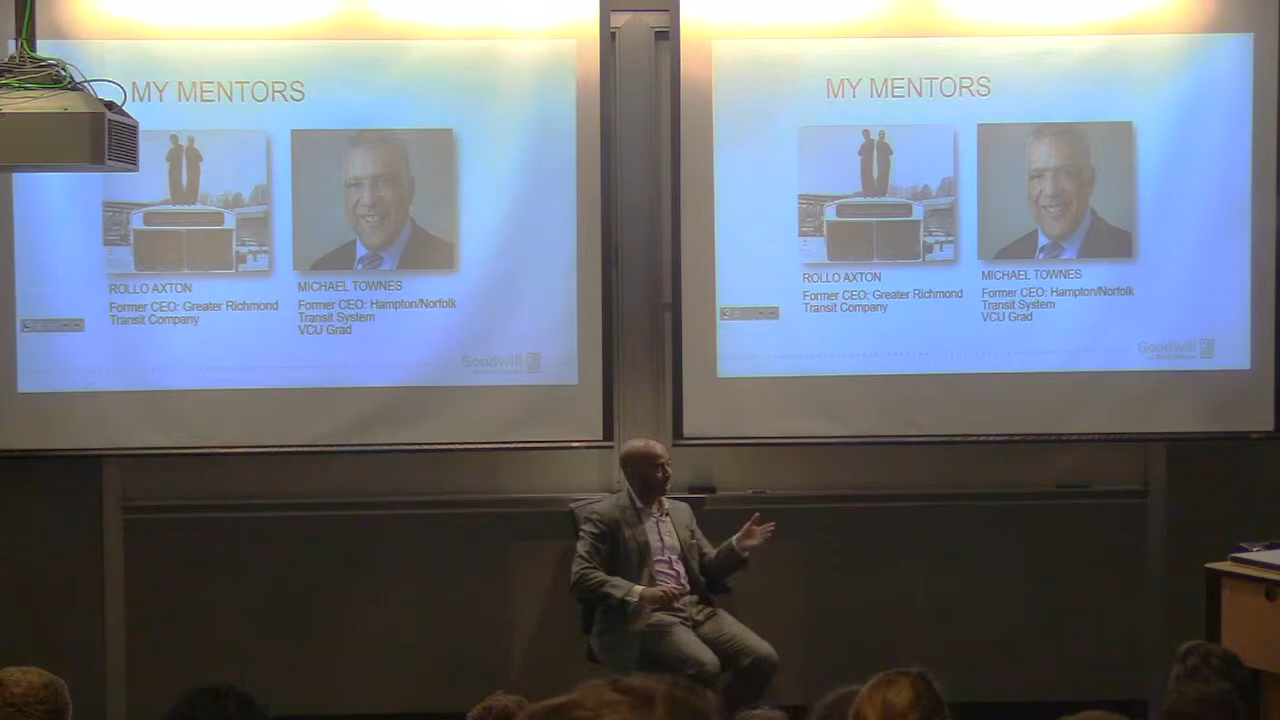 MY MENTORS
ROLLO AXTON
Former CEO: Greater Richmond
Transit Company
MICHAEL TOWNES
Former CEO: Hampton/Norfolk
Transit System
VCU Grad
Goodwill
MY MENTORS
ROLLO AXTON
Former CEO: Greater Richmond
Transit Company
MICHAEL TOWNES
Former CEO: Hampton/Norfolk
Transit System
VCU Grad
Goodwill